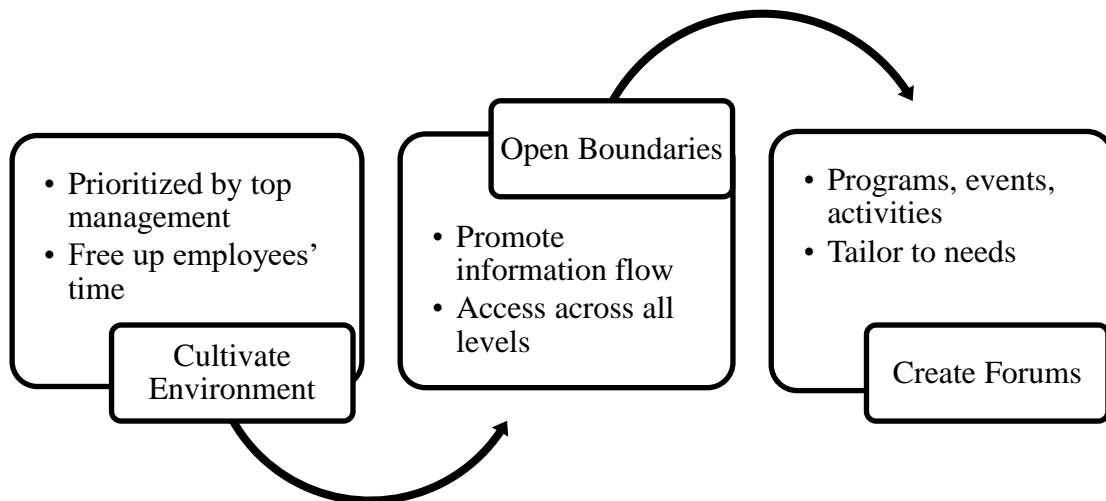 • Prioritized by top
management
• Free up employees’
time
Cultivate
Environment
Open Boundaries
• Promote
information flow
• Access across all
levels
• Programs, events,
activities
• Tailor to needs
Create Forums